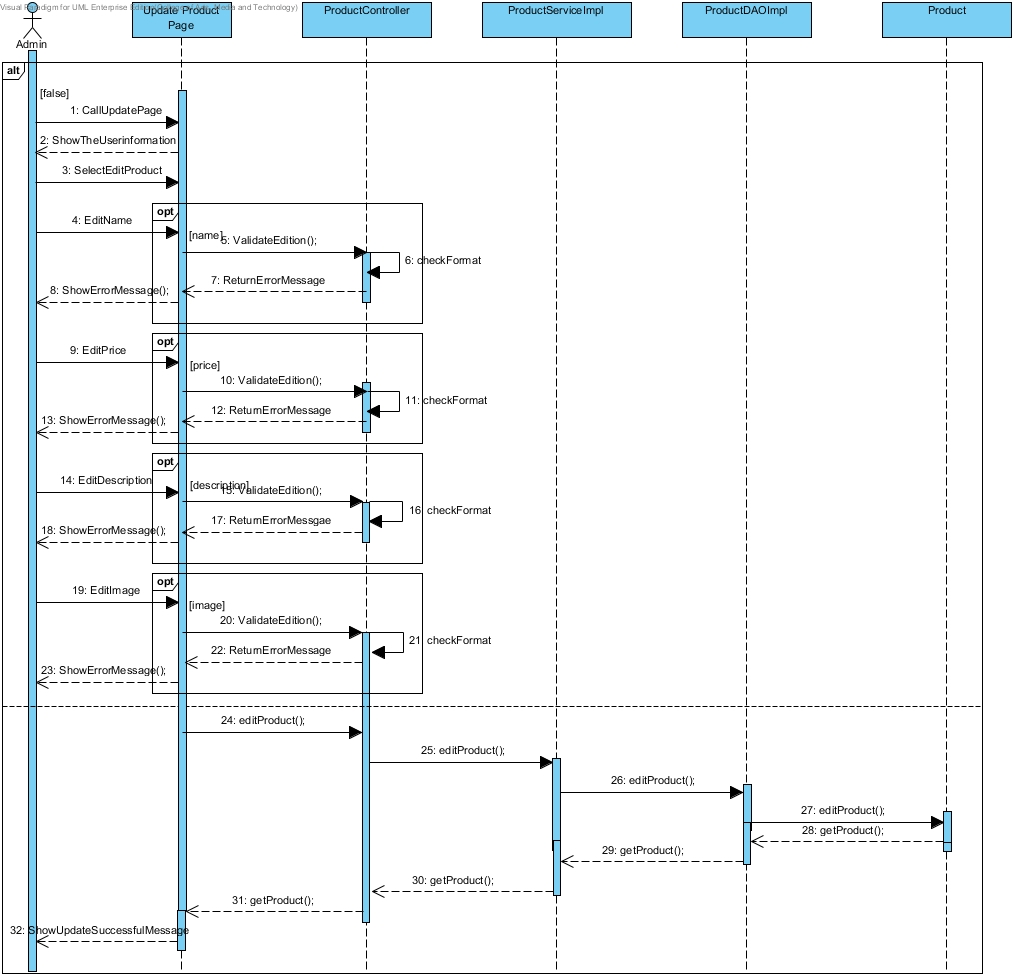 Visual Paradigm for UML Enterprise Edition
Media and Technology)
Update Product
Page
ProductController
ProductServiceImpl
ProductDAOImpl
Product
Admin
alt
[false]
1: CallUpdatePage
2: ShowTheUserinformation
3: SelectEditProduct
opt
4: EditName
[name]
5: ValidateEdition();
6: checkFormat
7: ReturnErrorMessage
8: ShowErrorMessage();
opt
9: EditPrice
[price]
10: ValidateEdition();
11: checkFormat
12: ReturnErrorMessage
13: ShowErrorMessage();
opt
14: EditDescription
[description]
15: ValidateEdition();
16: checkFormat
17: ReturnErrorMessgae
18: ShowErrorMessage();
opt
19: EditImage
[image]
20: ValidateEdition();
21: checkFormat
22: ReturnErrorMessage
23: ShowErrorMessage();
24: editProduct();
25: editProduct();
26: editProduct();
27: editProduct();
28: getProduct();
29: getProduct();
30: getProduct();
31: getProduct();
32: ShowUpdateSuccessfulMessage